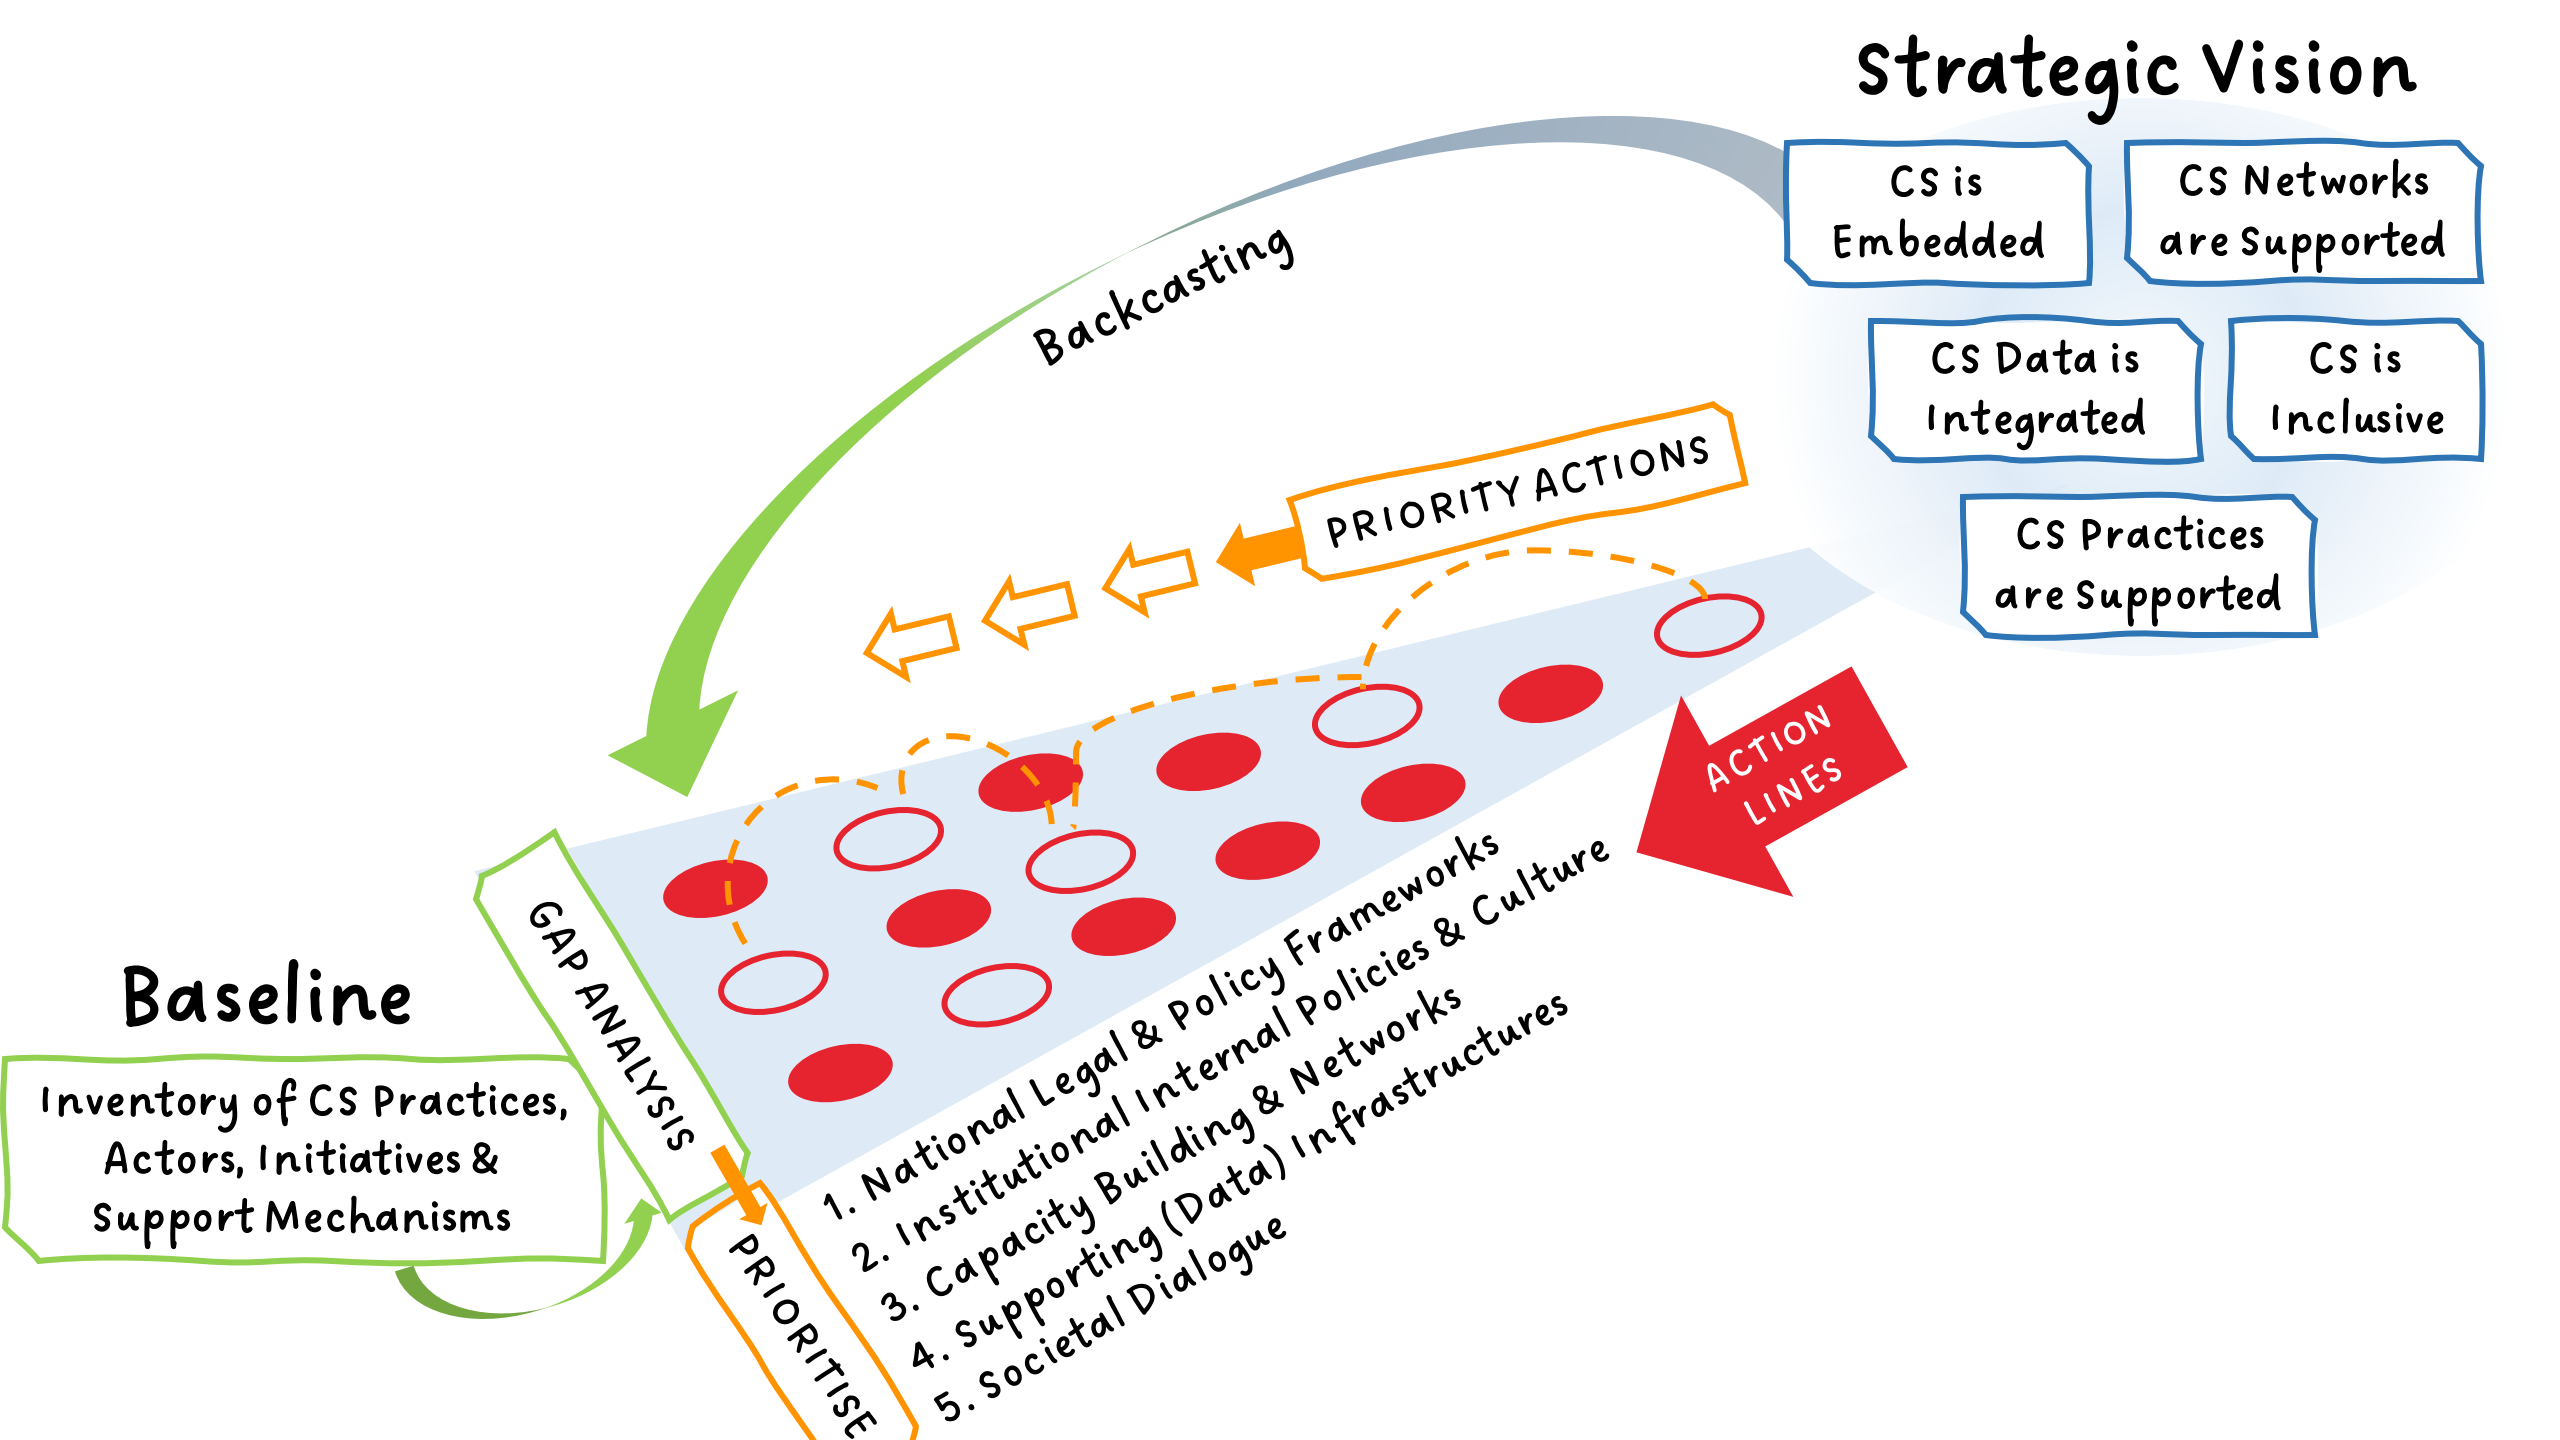 Strategic Vision
CS is
Embedded
CS Networks
are Supported
CS Data is
Integrated
CS is
Inclusive
CS Practices
are Supported
Backcasting
PRIORITY ACTIONS
ACTION
LINES
GAP ANALYSIS
Baseline
Inventory of CS Practices,
Actors, Initiatives &
Support Mechanisms
PRIORITISE
1. National Legal & Policy Frameworks
2. Institutional Internal Policies & Culture
3. Capacity Building & Networks
4. Supporting (Data) Infrastructures
5. Societal Dialogue